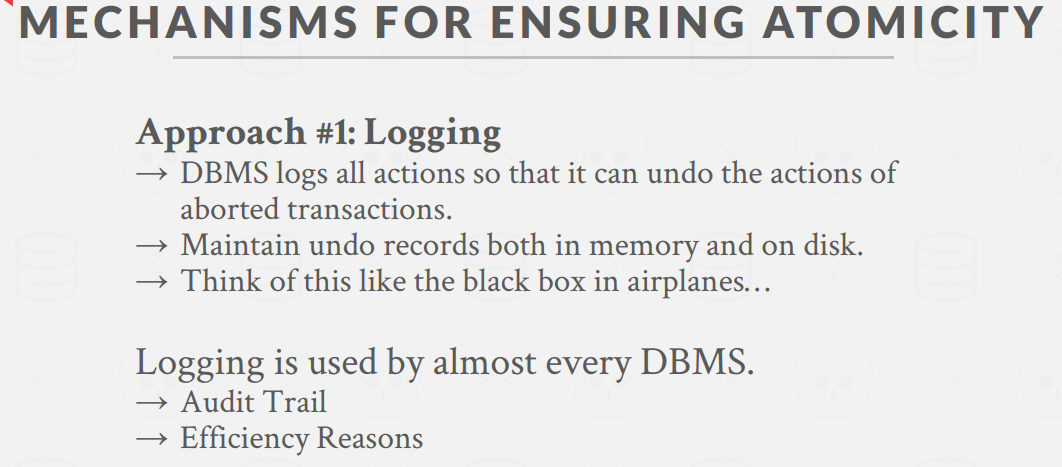 MECHANISMS FOR ENSURING ATOMICITY
Approach #1: Logging
→ DBMS logs all actions so that it can undo the actions of
aborted transactions.
→ Maintain undo records both in memory and on disk.
→ Think of this like the black box in airplanes…
Logging is used by almost every DBMS.
→ Audit Trail
→ Efficiency Reasons